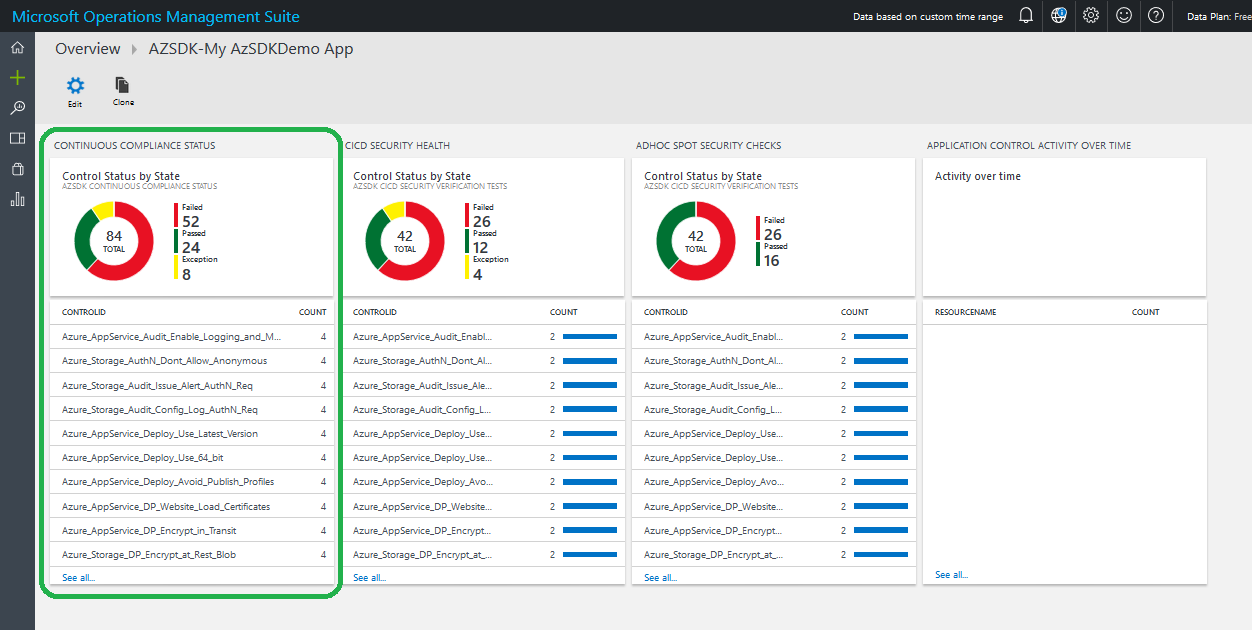 Microsoft Operations Management Suite
Data based on custom time range
Data Plan: Free
Overview
AZSDK-My AzSDKDemo App
Edit
Clone
CONTINUOUS COMPLIANCE STATUS
Control Status by State
AZSDK CONTINUOUS COMPLIANCE STATUS
84
TOTAL
Failed
52
Passed
24
Exception
8
CONTROLID COUNT
Azure_AppService_Audit_Enable_Logging_and_M... 4
Azure_Storage_AuthN_Dont_Allow_Anonymous 4
Azure_Storage_Audit_Issue_Alert_AuthN_Req 4
Azure_Storage_Audit_Config_Log_AuthN_Req 4
Azure_AppService_Deploy_Use_Latest_Version 4
Azure_AppService_Deploy_Use_64_bit 4
Azure_AppService_Deploy_Avoid_Publish_Profiles 4
Azure_AppService_DP_Website_Load_Certificates 4
Azure_AppService_DP_Encrypt_in_Transit 4
Azure_Storage_DP_Encrypt_at_Rest_Blob 4
See all...
CICD SECURITY HEALTH
Control Status by State
AZSDK CICD SECURITY VERIFICATION TESTS
42
TOTAL
Failed
26
Passed
12
Exception
4
CONTROLID COUNT
Azure_AppService_Audit_Enabl... 2
Azure_Storage_AuthN_Dont_Al... 2
Azure_Storage_Audit_Issue_Ale... 2
Azure_Storage_Audit_Config_L... 2
Azure_AppService_Deploy_Use... 2
Azure_AppService_Deploy_Use... 2
Azure_AppService_Deploy_Avo... 2
Azure_AppService_DP_Website... 2
Azure_AppService_DP_Encrypt... 2
Azure_Storage_DP_Encrypt_at_... 2
See all...
ADHOC SPOT SECURITY CHECKS
Control Status by State
AZSDK CICD SECURITY VERIFICATION TESTS
42
TOTAL
Failed
26
Passed
16
CONTROLID COUNT
Azure_AppService_Audit_Enabl... 2
Azure_Storage_AuthN_Dont_Al... 2
Azure_Storage_Audit_Issue_Ale... 2
Azure_Storage_Audit_Config_L... 2
Azure_AppService_Deploy_Use... 2
Azure_AppService_Deploy_Use... 2
Azure_AppService_Deploy_Avo... 2
Azure_AppService_DP_Website... 2
Azure_AppService_DP_Encrypt... 2
Azure_Storage_DP_Encrypt_at_... 2
See all...
APPLICATION CONTROL ACTIVITY OVER TIME
Activity over time
RESOURCENAME COUNT
See all...